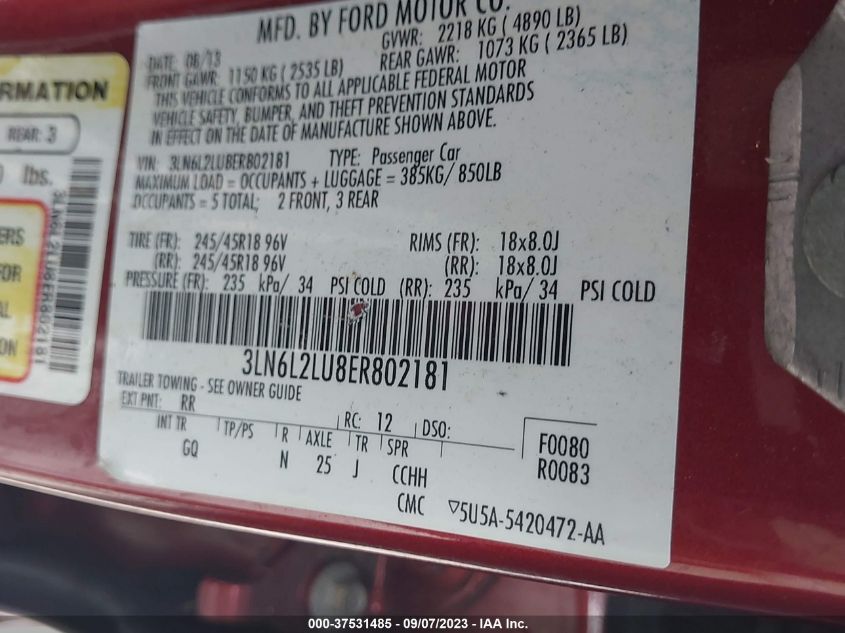 MFD. BY FORD MOTOR CO.
DATE: 08/13 GVWR: 2218 KG ( 4890 LB)
FRONT GAWR: 1150 KG ( 2535 LB) REAR GAWR: 1073 KG ( 2365 LB)
THIS VEHICLE CONFORMS TO ALL APPLICABLE FEDERAL MOTOR
VEHICLE SAFETY, BUMPER, AND THEFT PREVENTION STANDARDS
IN EFFECT ON THE DATE OF MANUFACTURE SHOWN ABOVE.
VIN: 3LN6L2LU8ER802181 TYPE: Passenger Car
MAXIMUM LOAD = OCCUPANTS + LUGGAGE = 385KG/ 850LB
OCCUPANTS = 5 TOTAL; 2 FRONT, 3 REAR
TIRE (FR): 245/45R18 96V RIMS (FR): 18x8.0J
(RR): 245/45R18 96V (RR): 18x8.0J
PRESSURE (FR): 235 kPa/ 34 PSI COLD (RR): 235 kPa/ 34 PSI COLD
3LN6L2LU8ER802181
TRAILER TOWING - SEE OWNER GUIDE
EXT PNT: RR RC: 12 DSO:
INT TR TP/PS R AXLE TR SPR F0080
GQ N 25 J CCHH R0083
CMC ▽5U5A-5420472-AA
RMATION
REAR: 3
lbs.
3LN6L2LU8ER802181
ERS
FOR
AL
ON
000-37531485 - 09/07/2023 - IAA Inc.